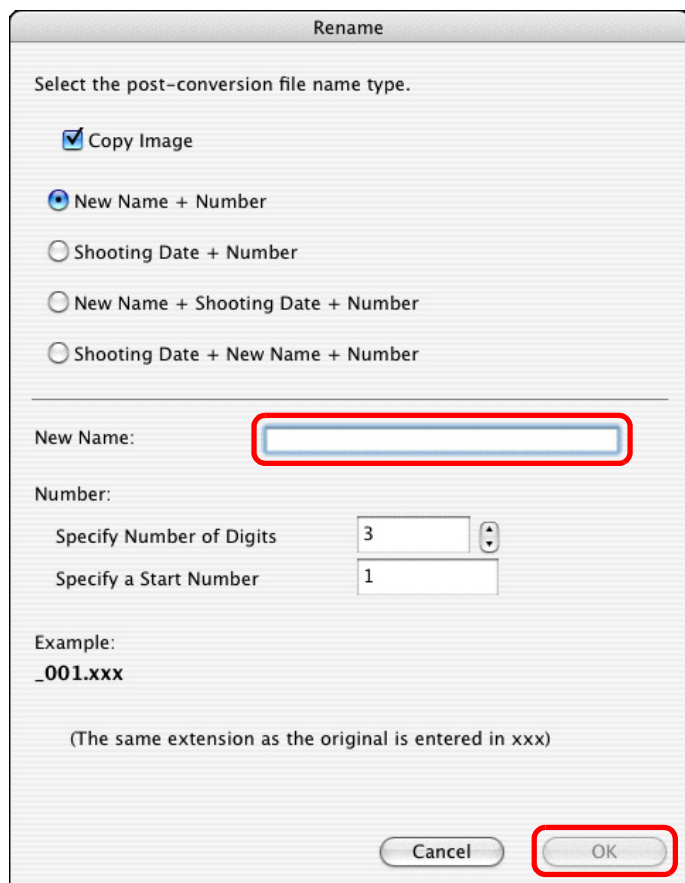 Rename
Select the post-conversion file name type.
Copy Image
New Name + Number
Shooting Date + Number
New Name + Shooting Date + Number
Shooting Date + New Name + Number
New Name:
Number:
Specify Number of Digits 3
Specify a Start Number 1
Example:
_001.xxx
(The same extension as the original is entered in xxx)
Cancel OK